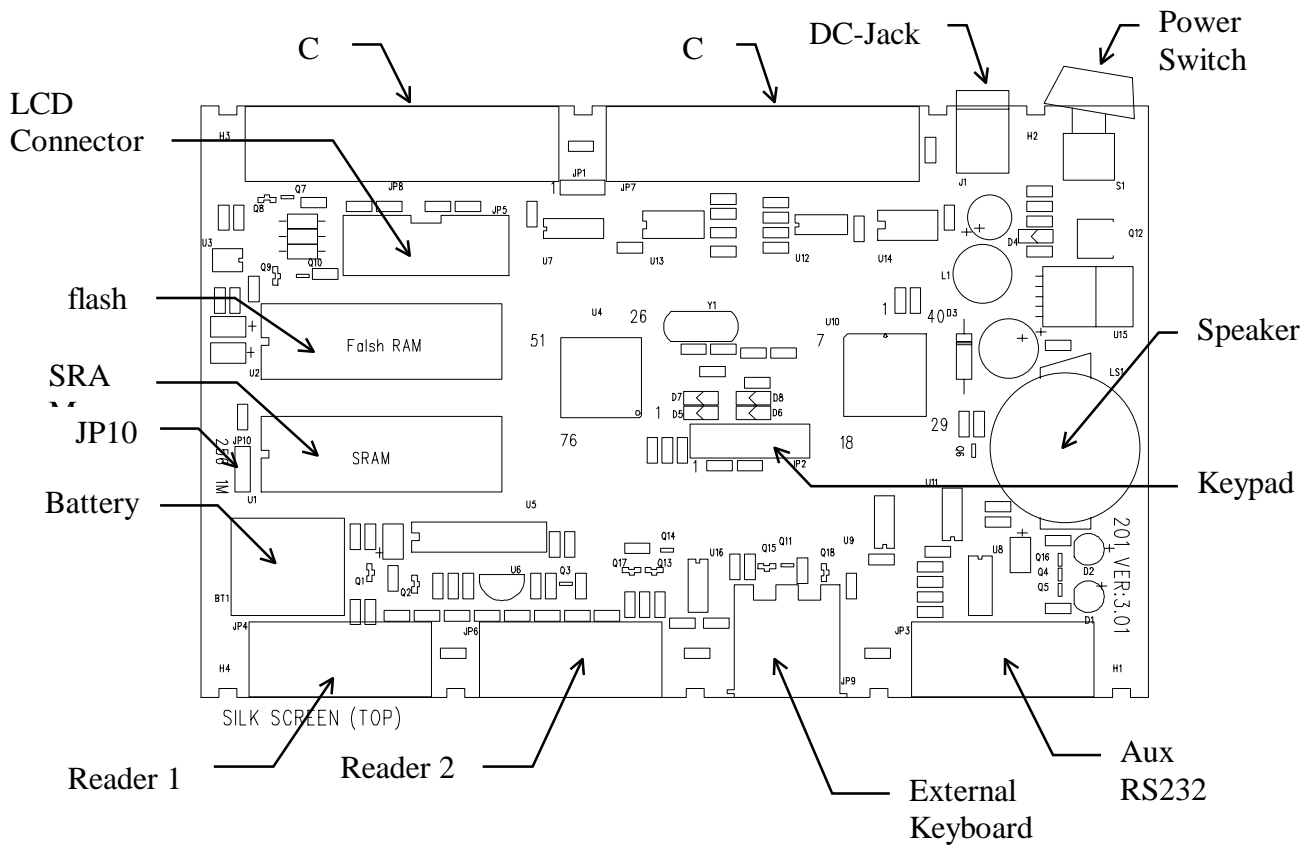 C
C
DC-Jack
Power
Switch
LCD
Connector
H3
JP8
JP1
1
JP7
J1
H2
S1
Q7
Q8
JP5
U3
Q9
Q10
U7
U13
U12
U14
D4
Q12
L1
flash
Falsh RAM
U2
U4
26
51
Y1
U10
1
40
D3
7
U15
Speaker
LS1
SRA
JP10
JP10
256 1M
SRAM
U1
D7
D8
D5
D6
1
76
1
JP2
18
29
Q6
Keypad
Battery
BT1
U5
Q14
Q1
Q2
U6
Q3
Q17
Q13
U16
Q15
Q11
Q18
U9
U11
U8
Q16
Q4
Q5
D2
D1
201 VER:3.01
JP4
JP6
JP3
H4
JP9
H1
SILK SCREEN (TOP)
Reader 1
Reader 2
External
Keyboard
Aux
RS232